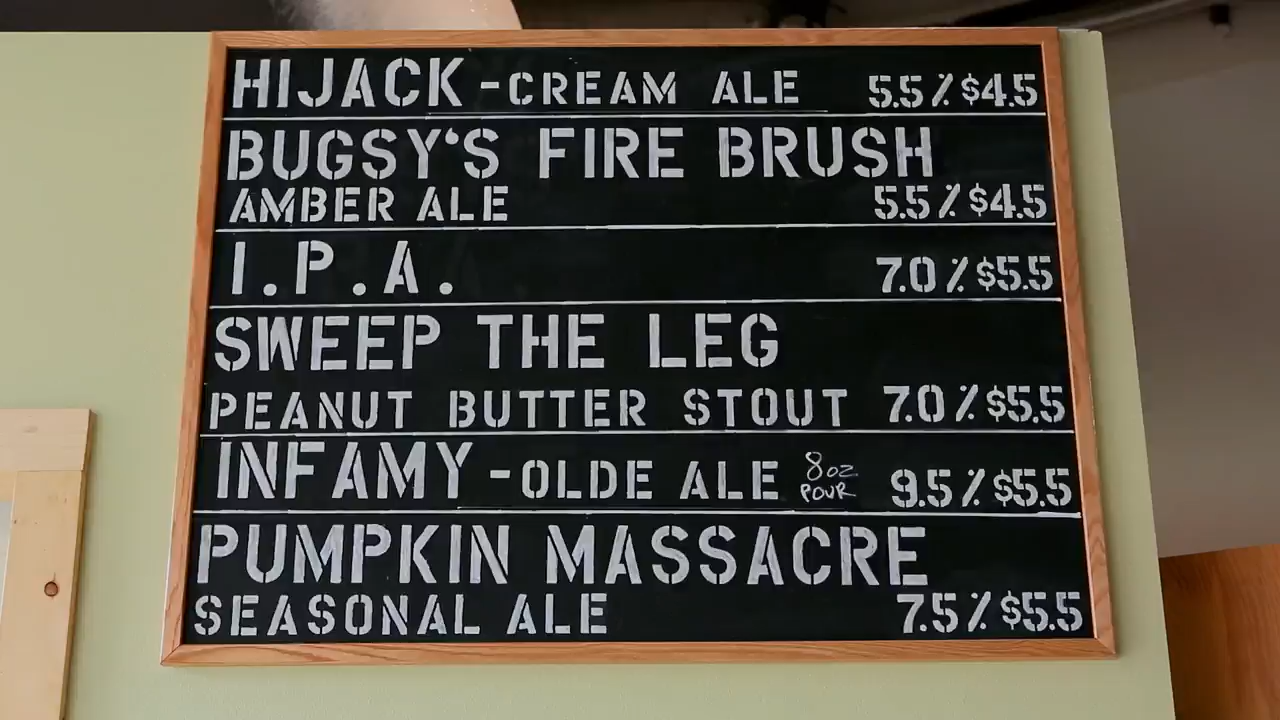 HIJACK - CREAM ALE 5.5% $4.5
BUGSY'S FIRE BRUSH
AMBER ALE 5.5% $4.5
I.P.A. 7.0% $5.5
SWEEP THE LEG
PEANUT BUTTER STOUT 7.0% $5.5
INFAMY - OLDE ALE 8oz POUR 9.5% $5.5
PUMPKIN MASSACRE
SEASONAL ALE 7.5% $5.5